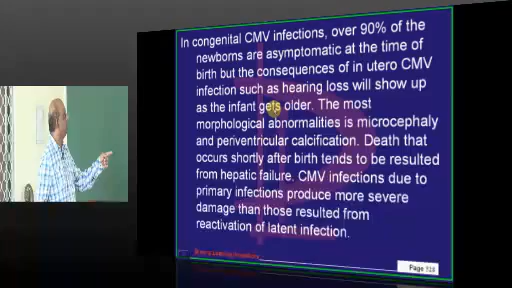 In congenital CMV infections, over 90% of the
newborns are asymptomatic at the time of
birth but the consequences of in utero CMV
infection such as hearing loss will show up
as the infant gets older. The most
morphological abnormalities is microcephaly
and periventricular calcification. Death that
occurs shortly after birth tends to be resulted
from hepatic failure. CMV infections due to
primary infections produce more severe
damage than those resulted from
reactivation of latent infection.
Page